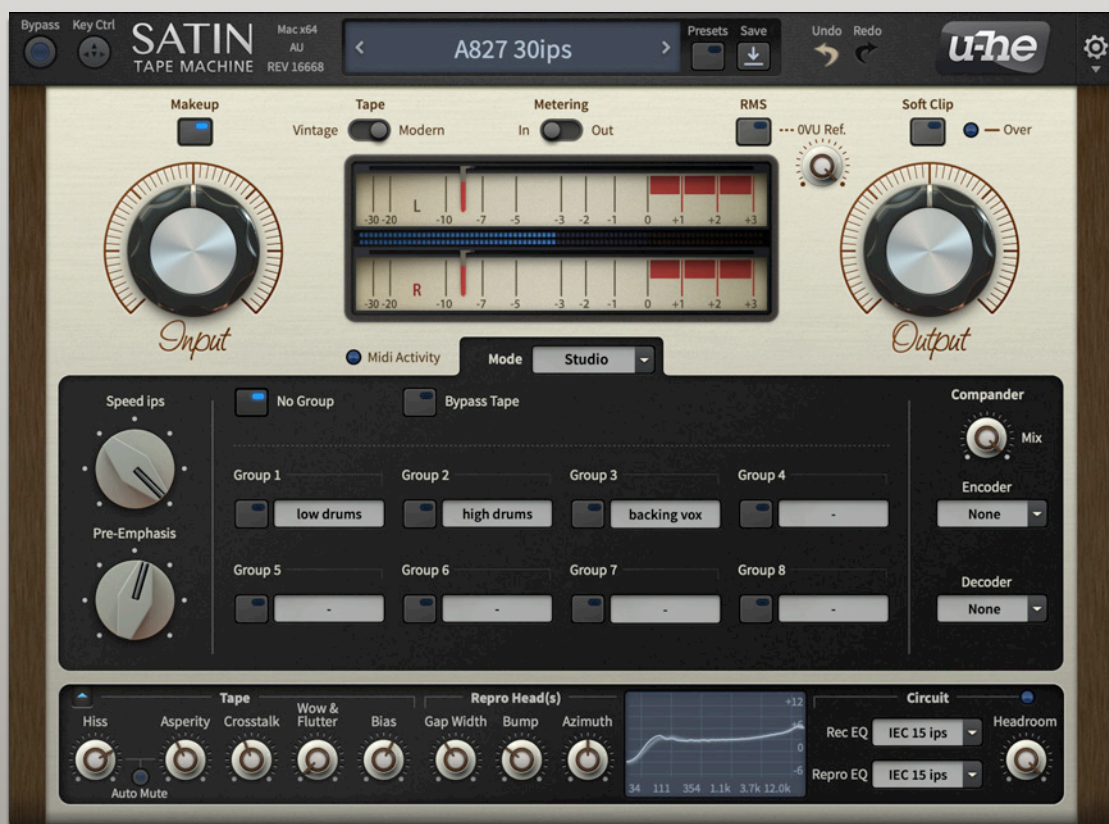 Bypass Key Ctrl
SATIN
TAPE MACHINE
Mac x64
AU
REV 16668
A827 30ips
Presets Save
Undo Redo
u-he
Makeup
Tape
Vintage Modern
Metering
In Out
RMS
0VU Ref.
Soft Clip
Over
L
-30 -20 -10 -7 -5 -3 -2 -1 0 +1 +2 +3
R
-30 -20 -10 -7 -5 -3 -2 -1 0 +1 +2 +3
Input
Output
Midi Activity
Mode Studio
Speed ips
No Group
Bypass Tape
Compander
Mix
Group 1 Group 2 Group 3 Group 4
low drums high drums backing vox -
Encoder
None
Pre-Emphasis
Group 5 Group 6 Group 7 Group 8
- - - -
Decoder
None
Tape
Hiss Asperity Crosstalk Wow & Flutter Bias
Auto Mute
Repro Head(s)
Gap Width Bump Azimuth
+12
+6
0
-6
34 111 354 1.1k 3.7k 12.0k
Circuit
Rec EQ IEC 15 ips
Repro EQ IEC 15 ips
Headroom